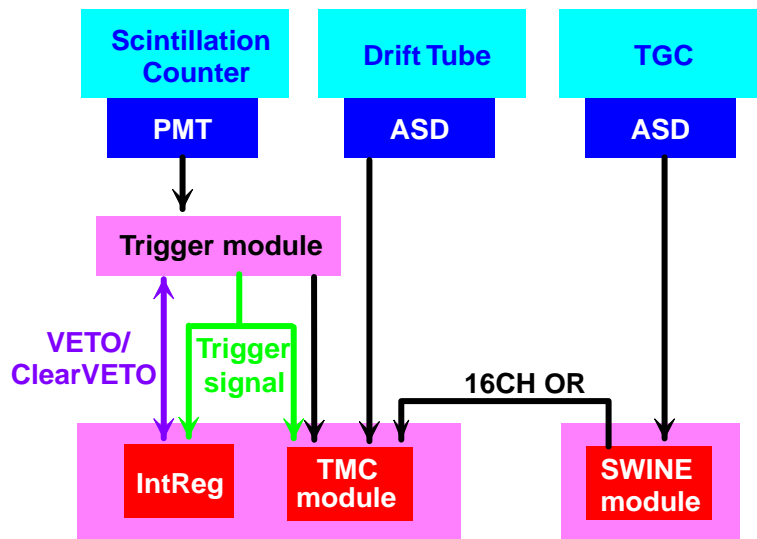 Scintillation
Counter
Drift Tube
TGC
PMT
ASD
ASD
Trigger module
VETO/
ClearVETO
Trigger
signal
16CH OR
IntReg
TMC
module
SWINE
module